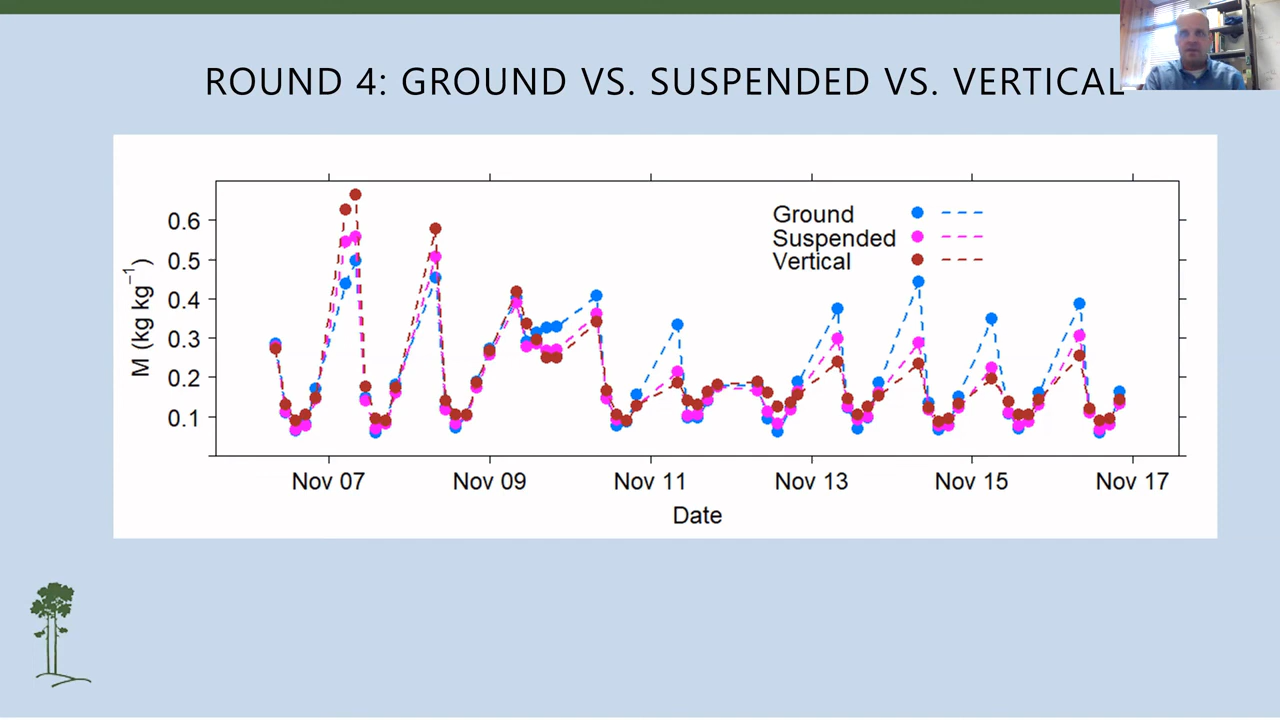 ROUND 4: GROUND VS. SUSPENDED VS. VERTICAL
Ground
Suspended
Vertical
0.6
0.5
0.4
0.3
0.2
0.1
M (kg kg⁻¹)
Nov 07 Nov 09 Nov 11 Nov 13 Nov 15 Nov 17
Date